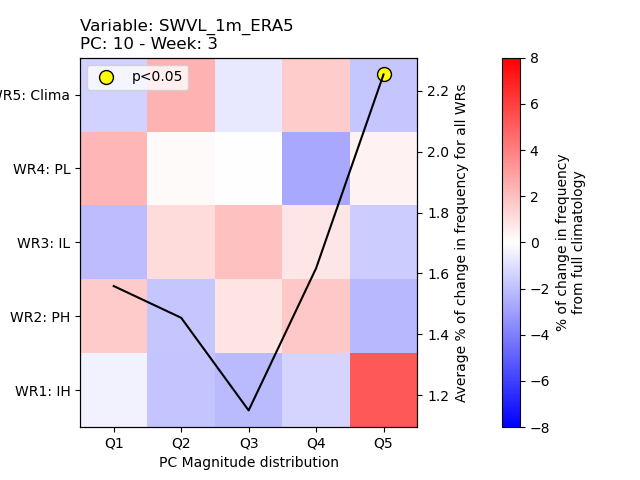 Variable: SWVL_1m_ERA5
PC: 10 - Week: 3
p<0.05
R5: Clima
WR4: PL
WR3: IL
WR2: PH
WR1: IH
Q1 Q2 Q3 Q4 Q5
PC Magnitude distribution
2.2
2.0
1.8
1.6
1.4
1.2
Average % of change in frequency for all WRs
8
6
4
2
0
−2
−4
−6
−8
% of change in frequency
from full climatology